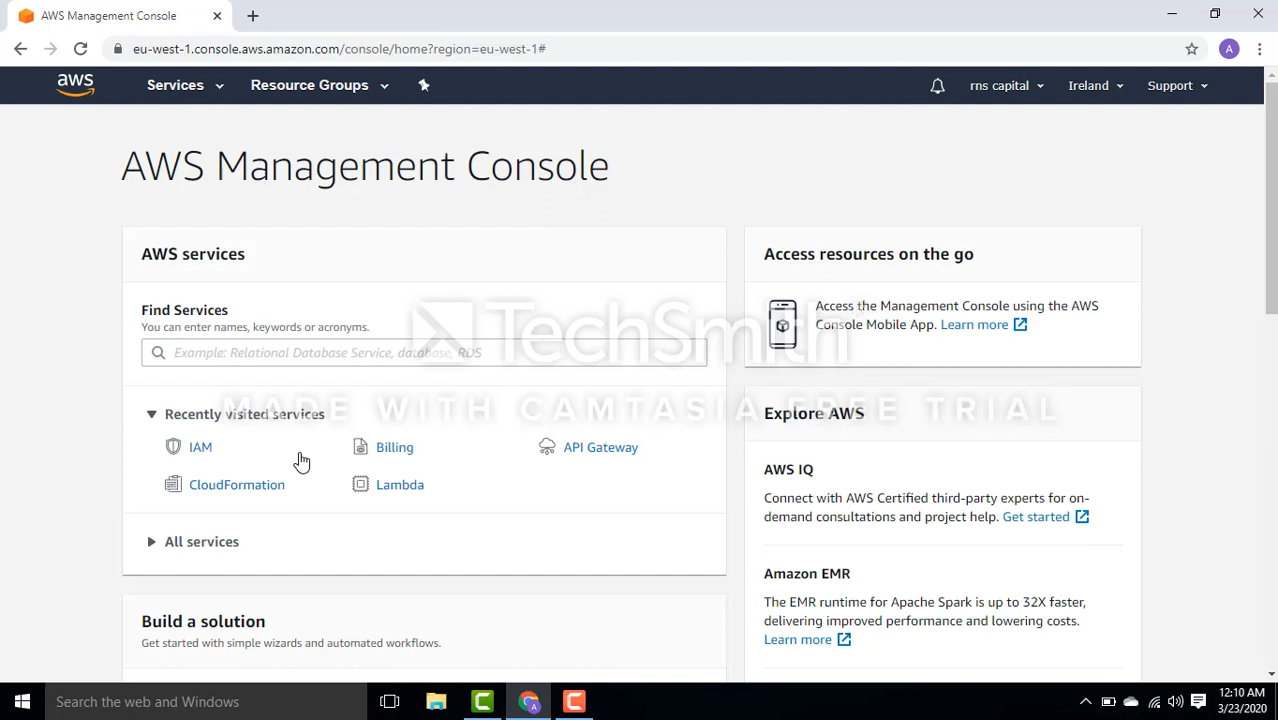 AWS Management Console
eu-west-1.console.aws.amazon.com/console/home?region=eu-west-1#
A
aws
Services
Resource Groups
rns capital
Ireland
Support
AWS Management Console
AWS services
Find Services
You can enter names, keywords or acronyms.
Example: Relational Database Service, database, RDS
Recently visited services
IAM
Billing
API Gateway
CloudFormation
Lambda
All services
Build a solution
Get started with simple wizards and automated workflows.
Access resources on the go
Access the Management Console using the AWS
Console Mobile App. Learn more
Explore AWS
AWS IQ
Connect with AWS Certified third-party experts for on-
demand consultations and project help. Get started
Amazon EMR
The EMR runtime for Apache Spark is up to 32X faster,
delivering improved performance and lowering costs.
Learn more
TechSmith
MADE WITH CAMTASIA FREE TRIAL
Search the web and Windows
12:10 AM
3/23/2020